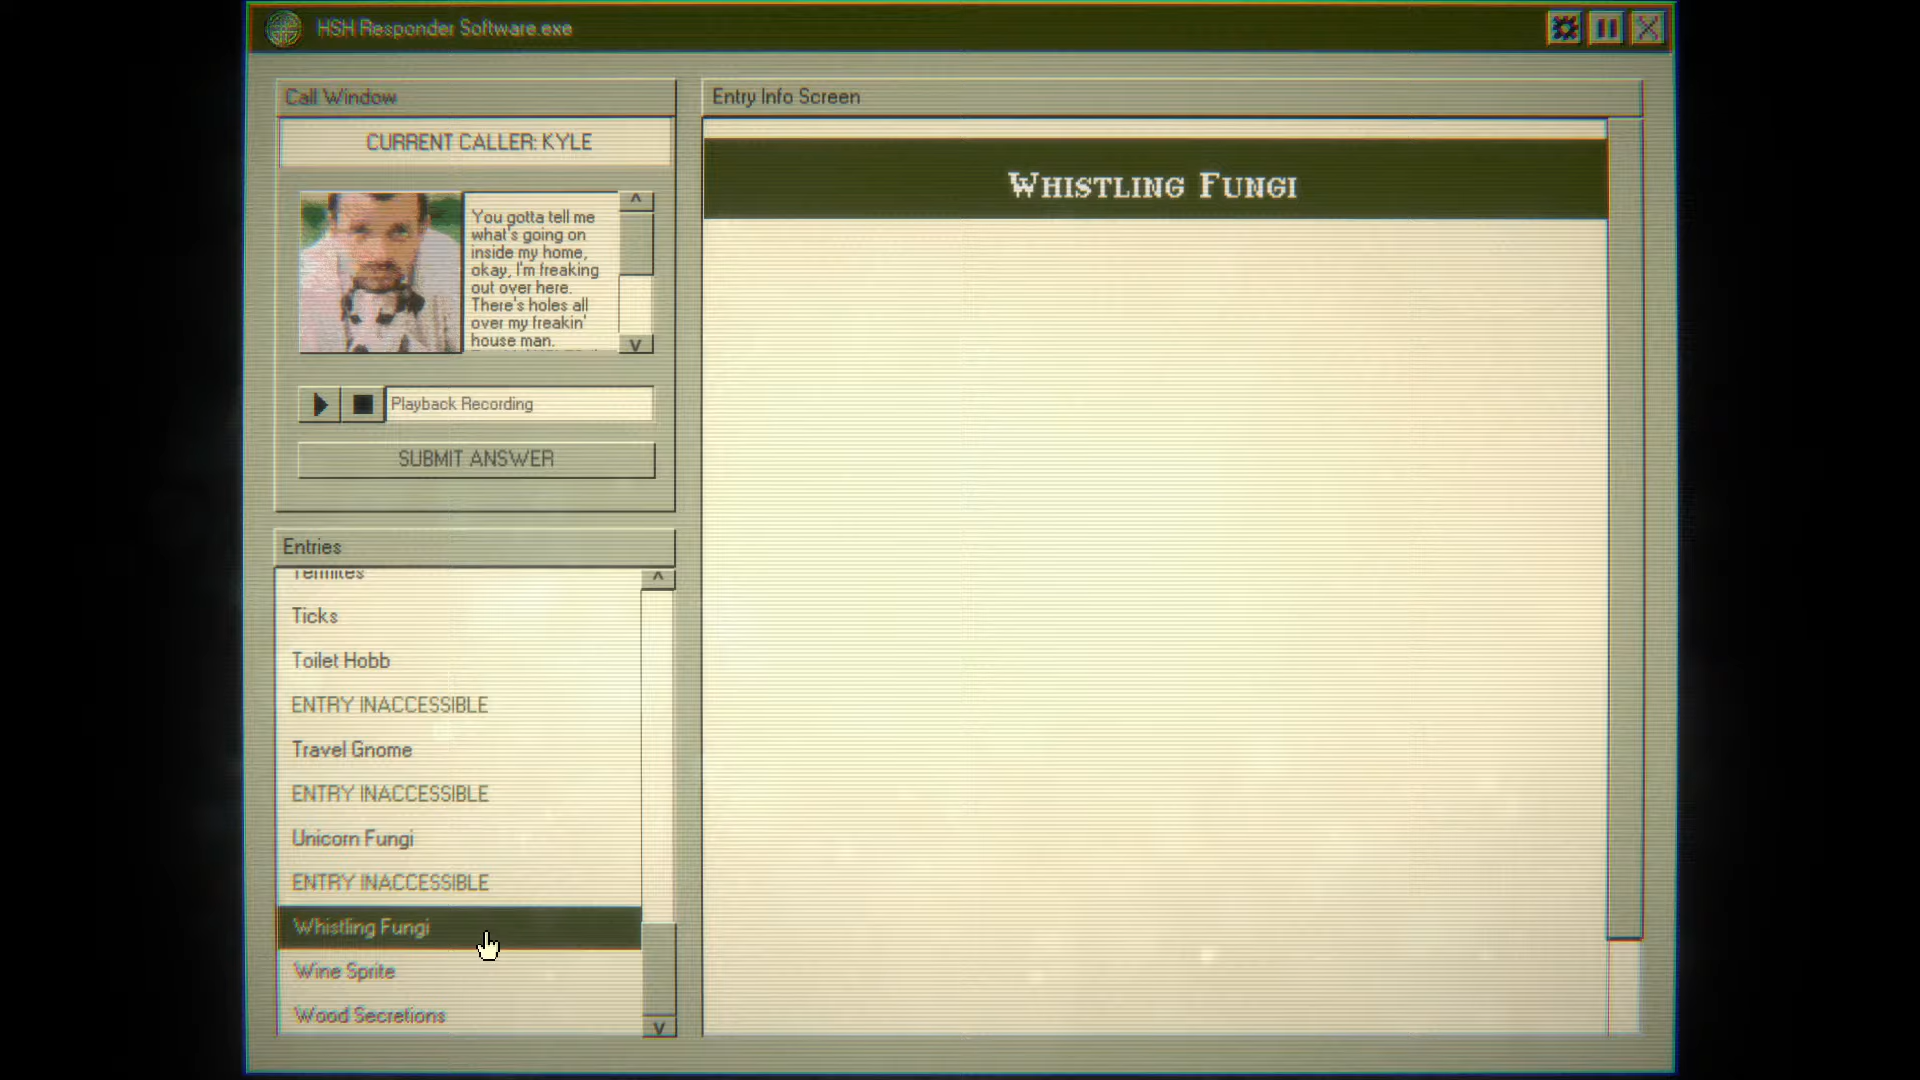 HSH Responder Software.exe
Call Window
CURRENT CALLER: KYLE
You gotta tell me
what's going on
inside my home,
okay, I'm freaking
out over here.
There's holes all
over my freakin'
house man.
Playback Recording
SUBMIT ANSWER
Entries
Termites
Ticks
Toilet Hobb
ENTRY INACCESSIBLE
Travel Gnome
ENTRY INACCESSIBLE
Unicorn Fungi
ENTRY INACCESSIBLE
Whistling Fungi
Wine Sprite
Wood Secretions
Entry Info Screen
Whistling Fungi